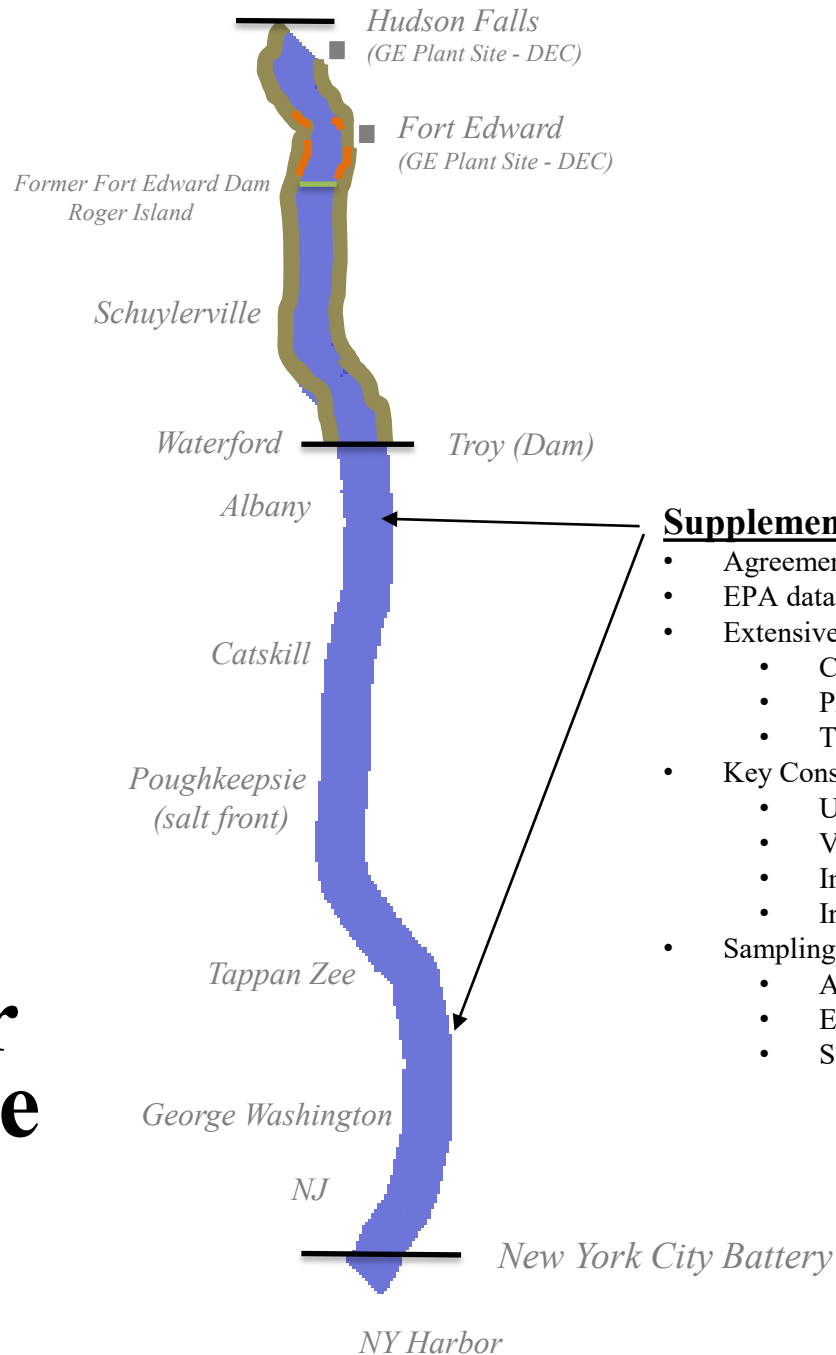 Hudson Falls
(GE Plant Site - DEC)
Fort Edward
(GE Plant Site - DEC)
Former Fort Edward Dam
Roger Island
Schuylerville
Waterford
Troy (Dam)
Albany
Catskill
Poughkeepsie
(salt front)
Tappan Zee
George Washington
NJ
New York City Battery
NY Harbor
Supplemen
• Agreemen
• EPA data
• Extensive
• C
• P
• T
• Key Cons
• U
• V
• In
• In
• Sampling
• A
• E
• S
r
e